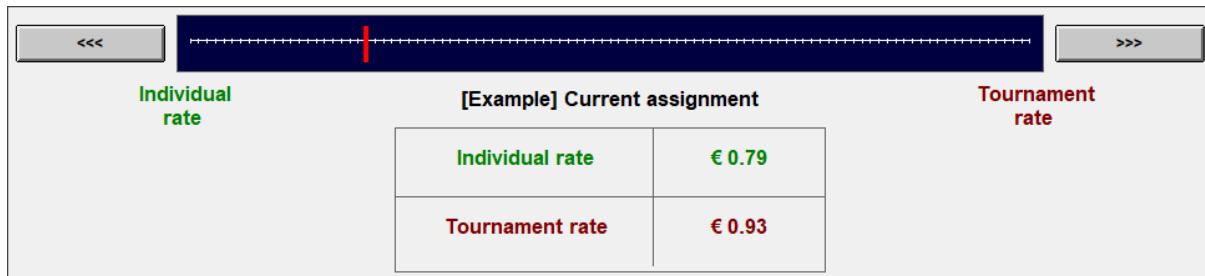 <<<
>>>
Individual
rate
[Example] Current assignment
Tournament
rate
Individual rate € 0.79
Tournament rate € 0.93